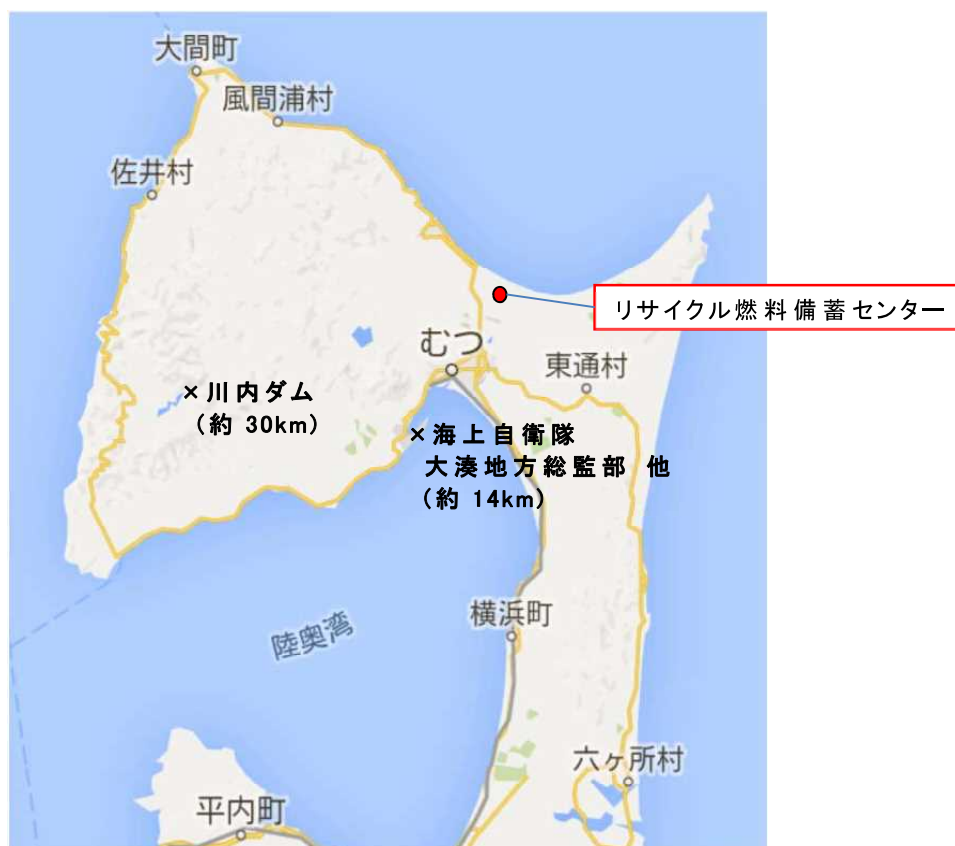 大間町
風間浦村
佐井村
リサイクル燃料備蓄センター
むつ
東通村
×川内ダム
(約 30km)
×海上自衛隊
大湊地方総監部 他
(約 14km)
横浜町
陸奥湾
六ヶ所村
平内町